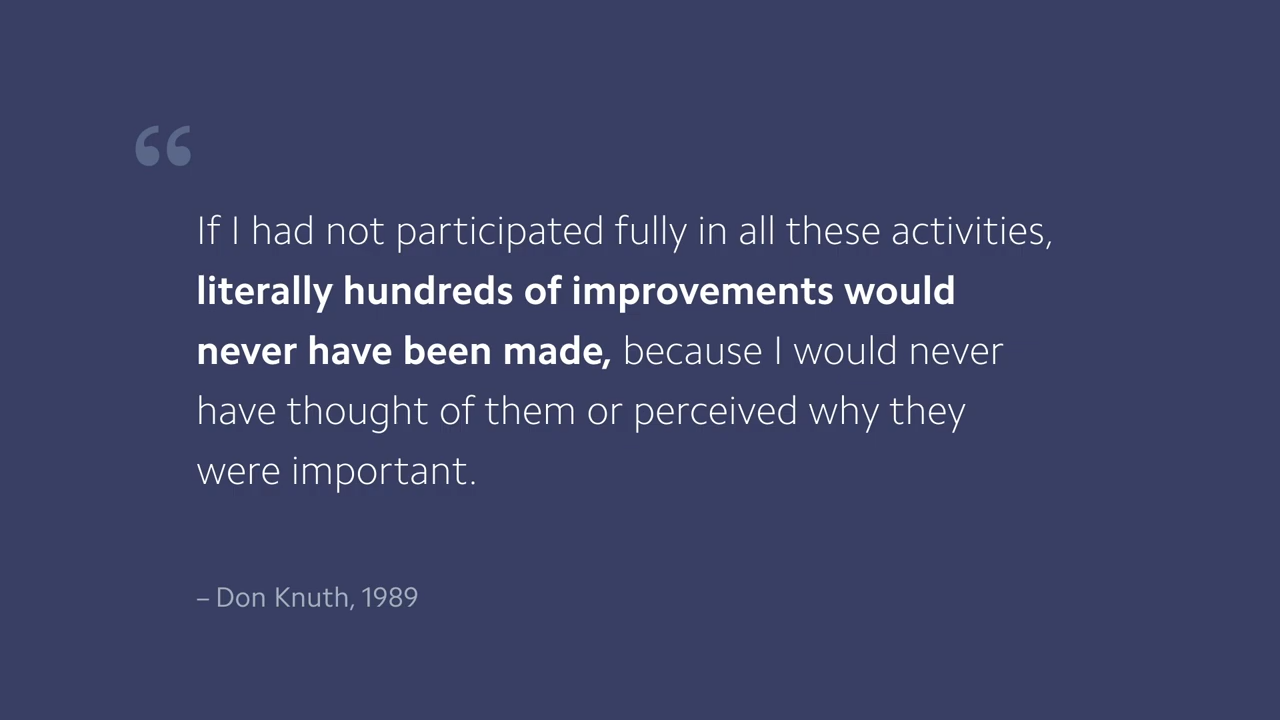 “
If I had not participated fully in all these activities,
literally hundreds of improvements would
never have been made, because I would never
have thought of them or perceived why they
were important.
– Don Knuth, 1989